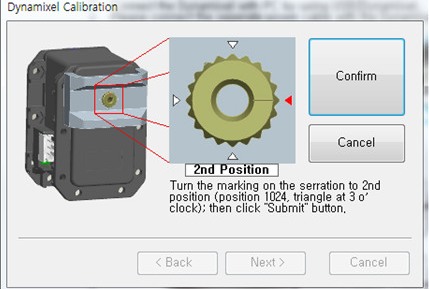 Dynamixel Calibration
Confirm
Cancel
2nd Position
Turn the marking on the serration to 2nd
position (position 1024, triangle at 3 o'
clock); then click "Submit" button.
< Back
Next >
Cancel